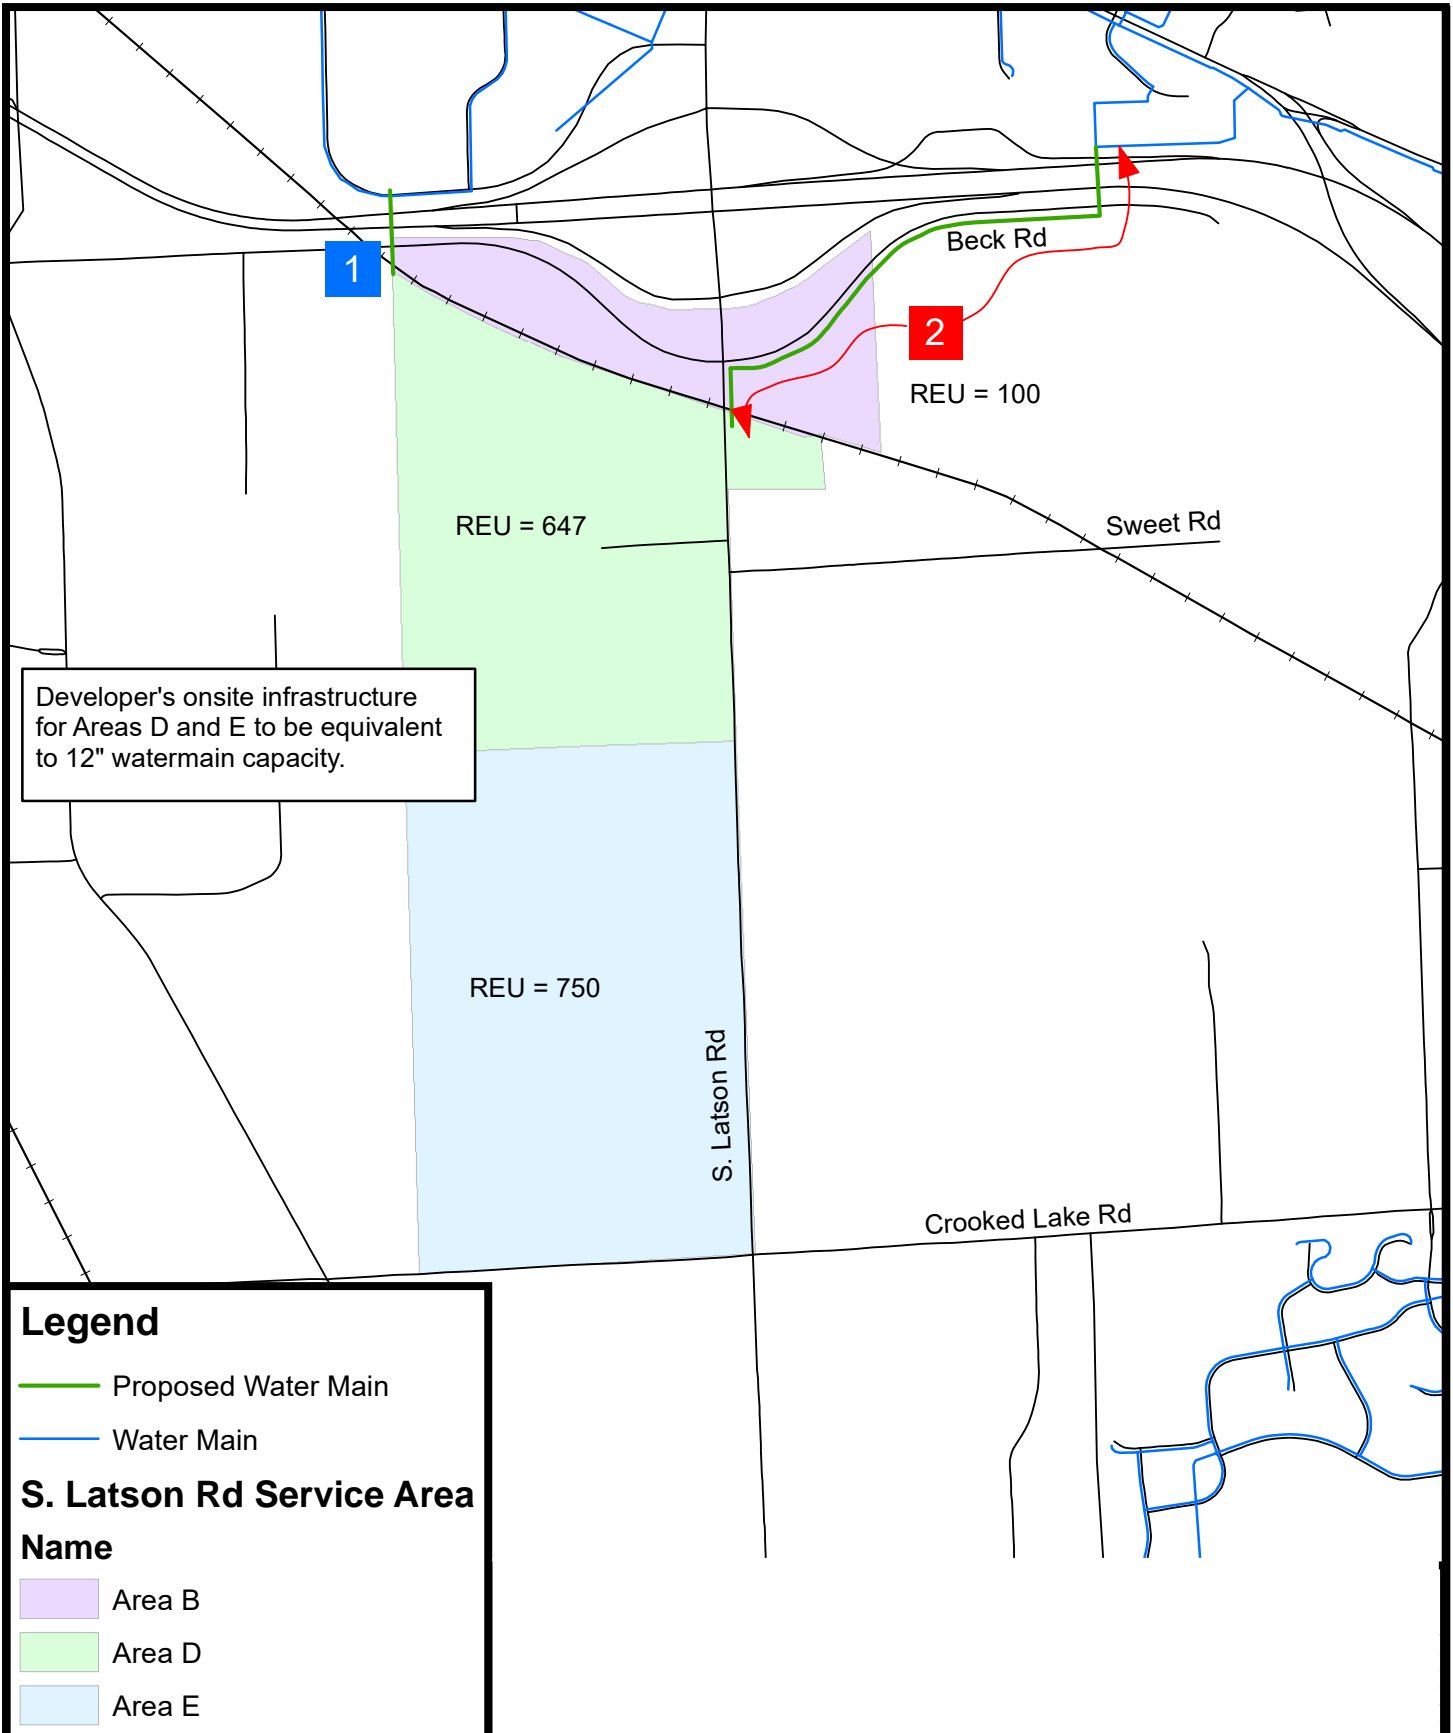 1
Beck Rd
2
REU = 100
REU = 647
Sweet Rd
Developer's onsite infrastructure
for Areas D and E to be equivalent
to 12" watermain capacity.
REU = 750
S. Latson Rd
Crooked Lake Rd
Legend
Proposed Water Main
Water Main
S. Latson Rd Service Area
Name
Area B
Area D
Area E